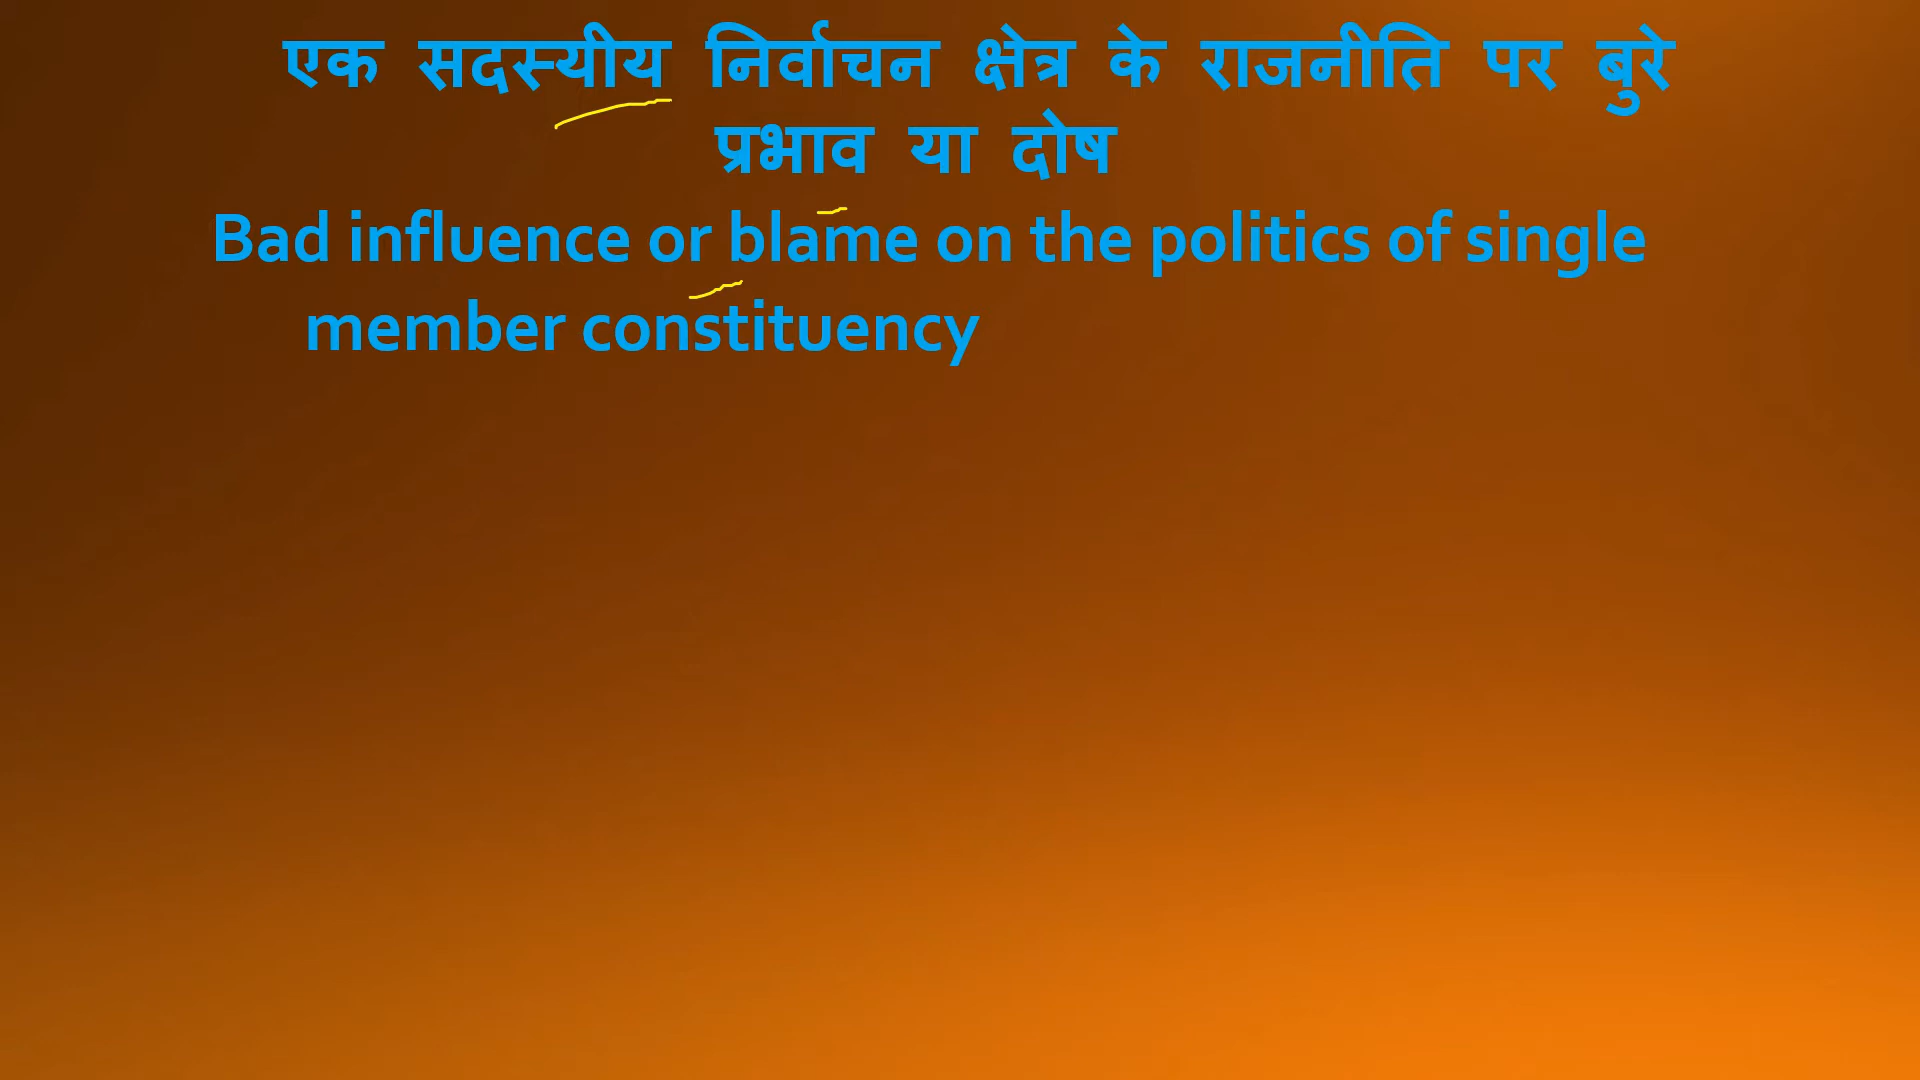 एक सदस्यीय निर्वाचन क्षेत्र के राजनीति पर बुरे
प्रभाव या दोष
Bad influence or blame on the politics of single
member constituency